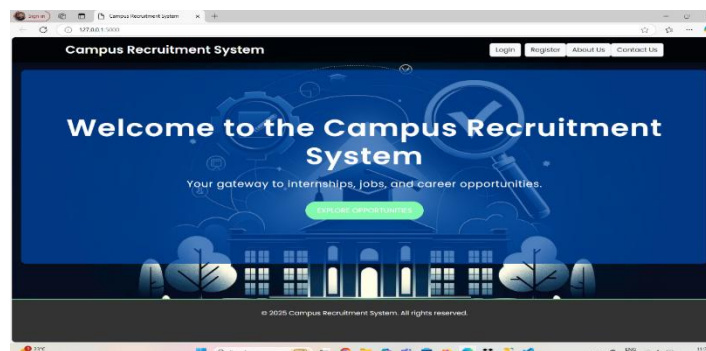 Sign in
Campus Recruitment System
127.0.0.1:5000
Campus Recruitment System
Login Register About Us Contact Us
Welcome to the Campus Recruitment
System
Your gateway to internships, jobs, and career opportunities.
EXPLORE OPPORTUNITIES
© 2025 Campus Recruitment System. All rights reserved.